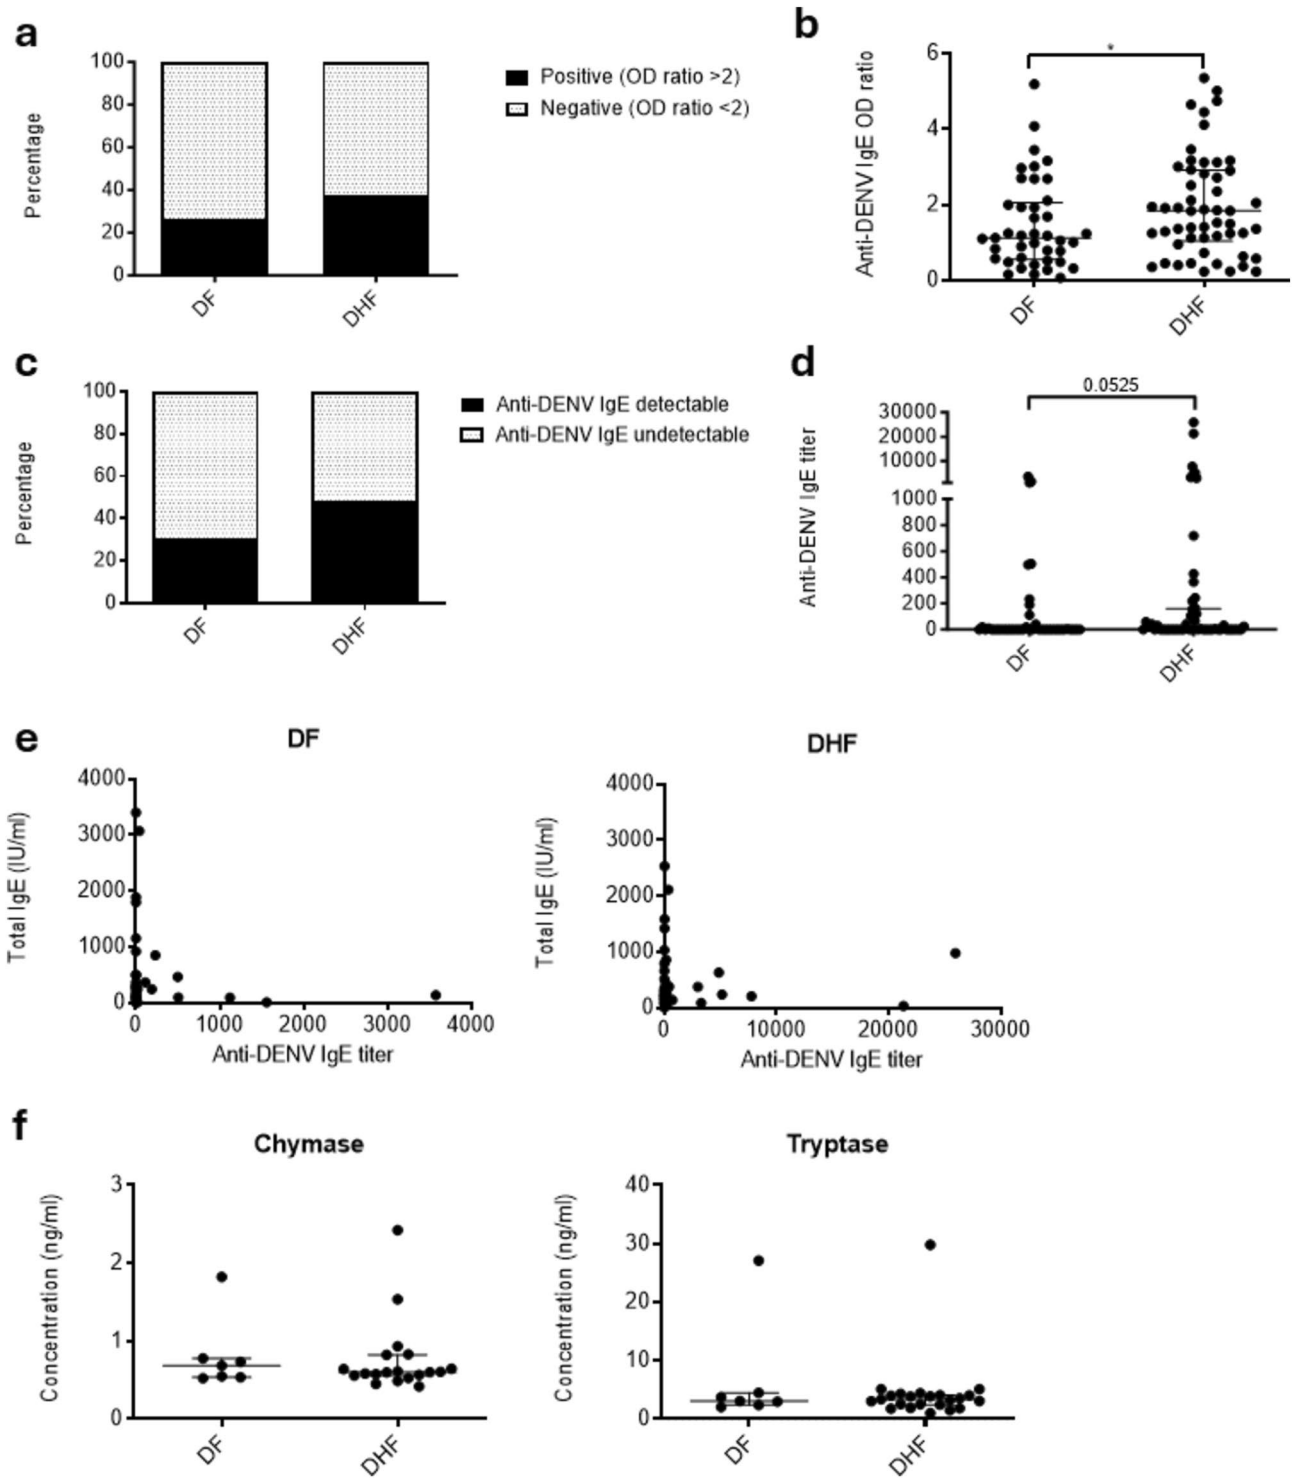 a
100
80
60
40
20
0
Percentage
DF
DHF
Positive (OD ratio >2)
Negative (OD ratio <2)
b
6
4
2
0
Anti-DENV IgE OD ratio
*
DF
DHF
c
100
80
60
40
20
0
Percentage
DF
DHF
Anti-DENV IgE detectable
Anti-DENV IgE undetectable
d
0.0525
30000
20000
10000
1000
800
600
400
200
0
Anti-DENV IgE titer
DF
DHF
e
DF
4000
3000
2000
1000
0
Total IgE (IU/ml)
0 1000 2000 3000 4000
Anti-DENV IgE titer
DHF
4000
3000
2000
1000
0
Total IgE (IU/ml)
0 10000 20000 30000
Anti-DENV IgE titer
f
Chymase
3
2
1
0
Concentration (ng/ml)
DF
DHF
Tryptase
40
30
20
10
0
Concentration (ng/ml)
DF
DHF